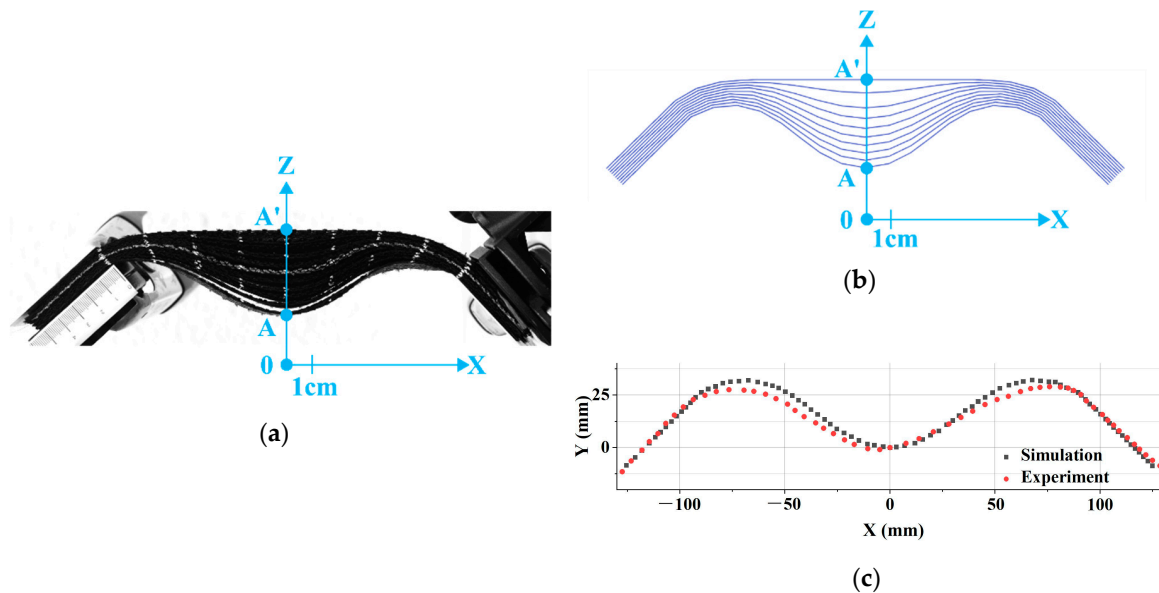 Z
A'
A
0
1cm
X
(a)
Z
A'
A
0
1cm
X
(b)
Y (mm)
25
0
Simulation
Experiment
—100
—50
0
50
100
X (mm)
(c)